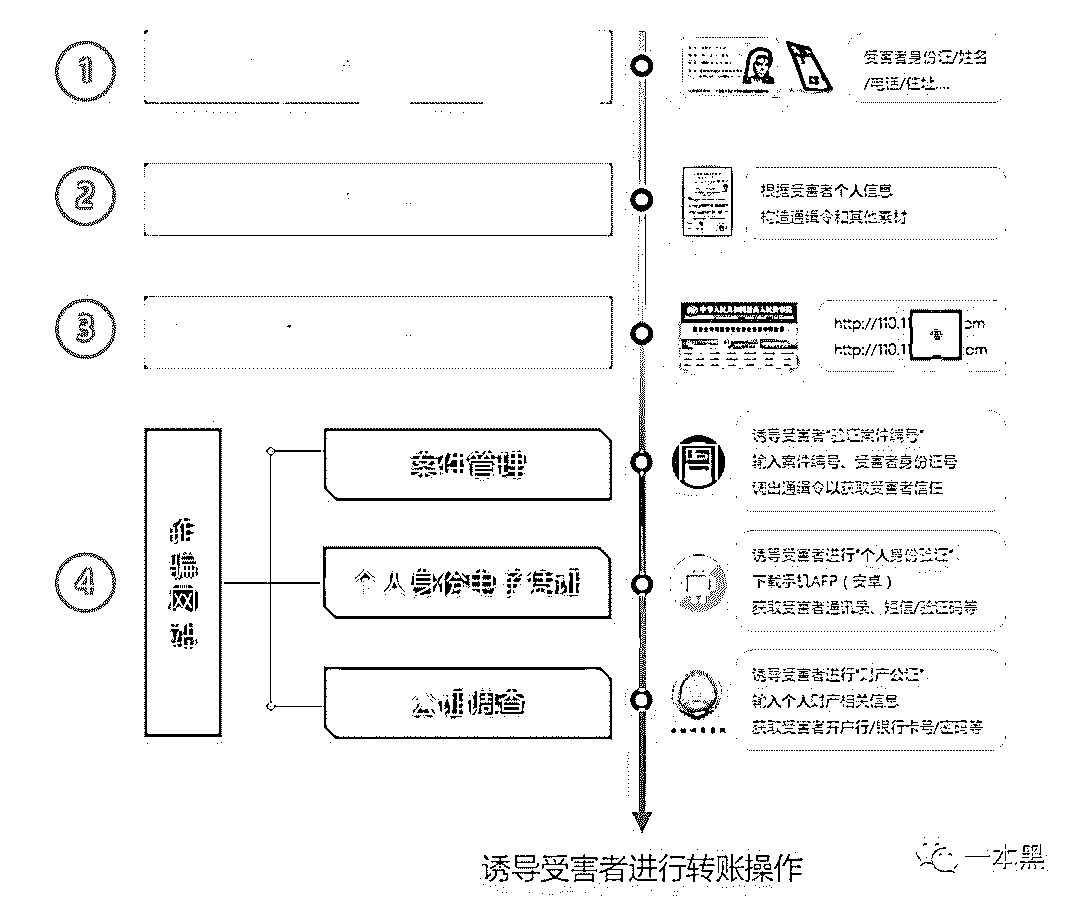 1
受害者身份证/姓名
/电话/住址....
2
根据受害者个人信息
构造通缉令和其他素材
3
http://110.11
om
http://110.11
om
4
诈骗网站
案件管理
诱导受害者“验证案件编号”
输入案件编号、受害者身份证号
调出通缉令以获取受害者信任
个人身份电子凭证
诱导受害者进行“个人身份验证”
下载手机APP（安卓）
获取受害者通讯录、短信/验证码等
公证调查
诱导受害者进行“财产公证”
输入个人财产相关信息
获取受害者开户行/银行卡号/密码等
诱导受害者进行转账操作
一本黑